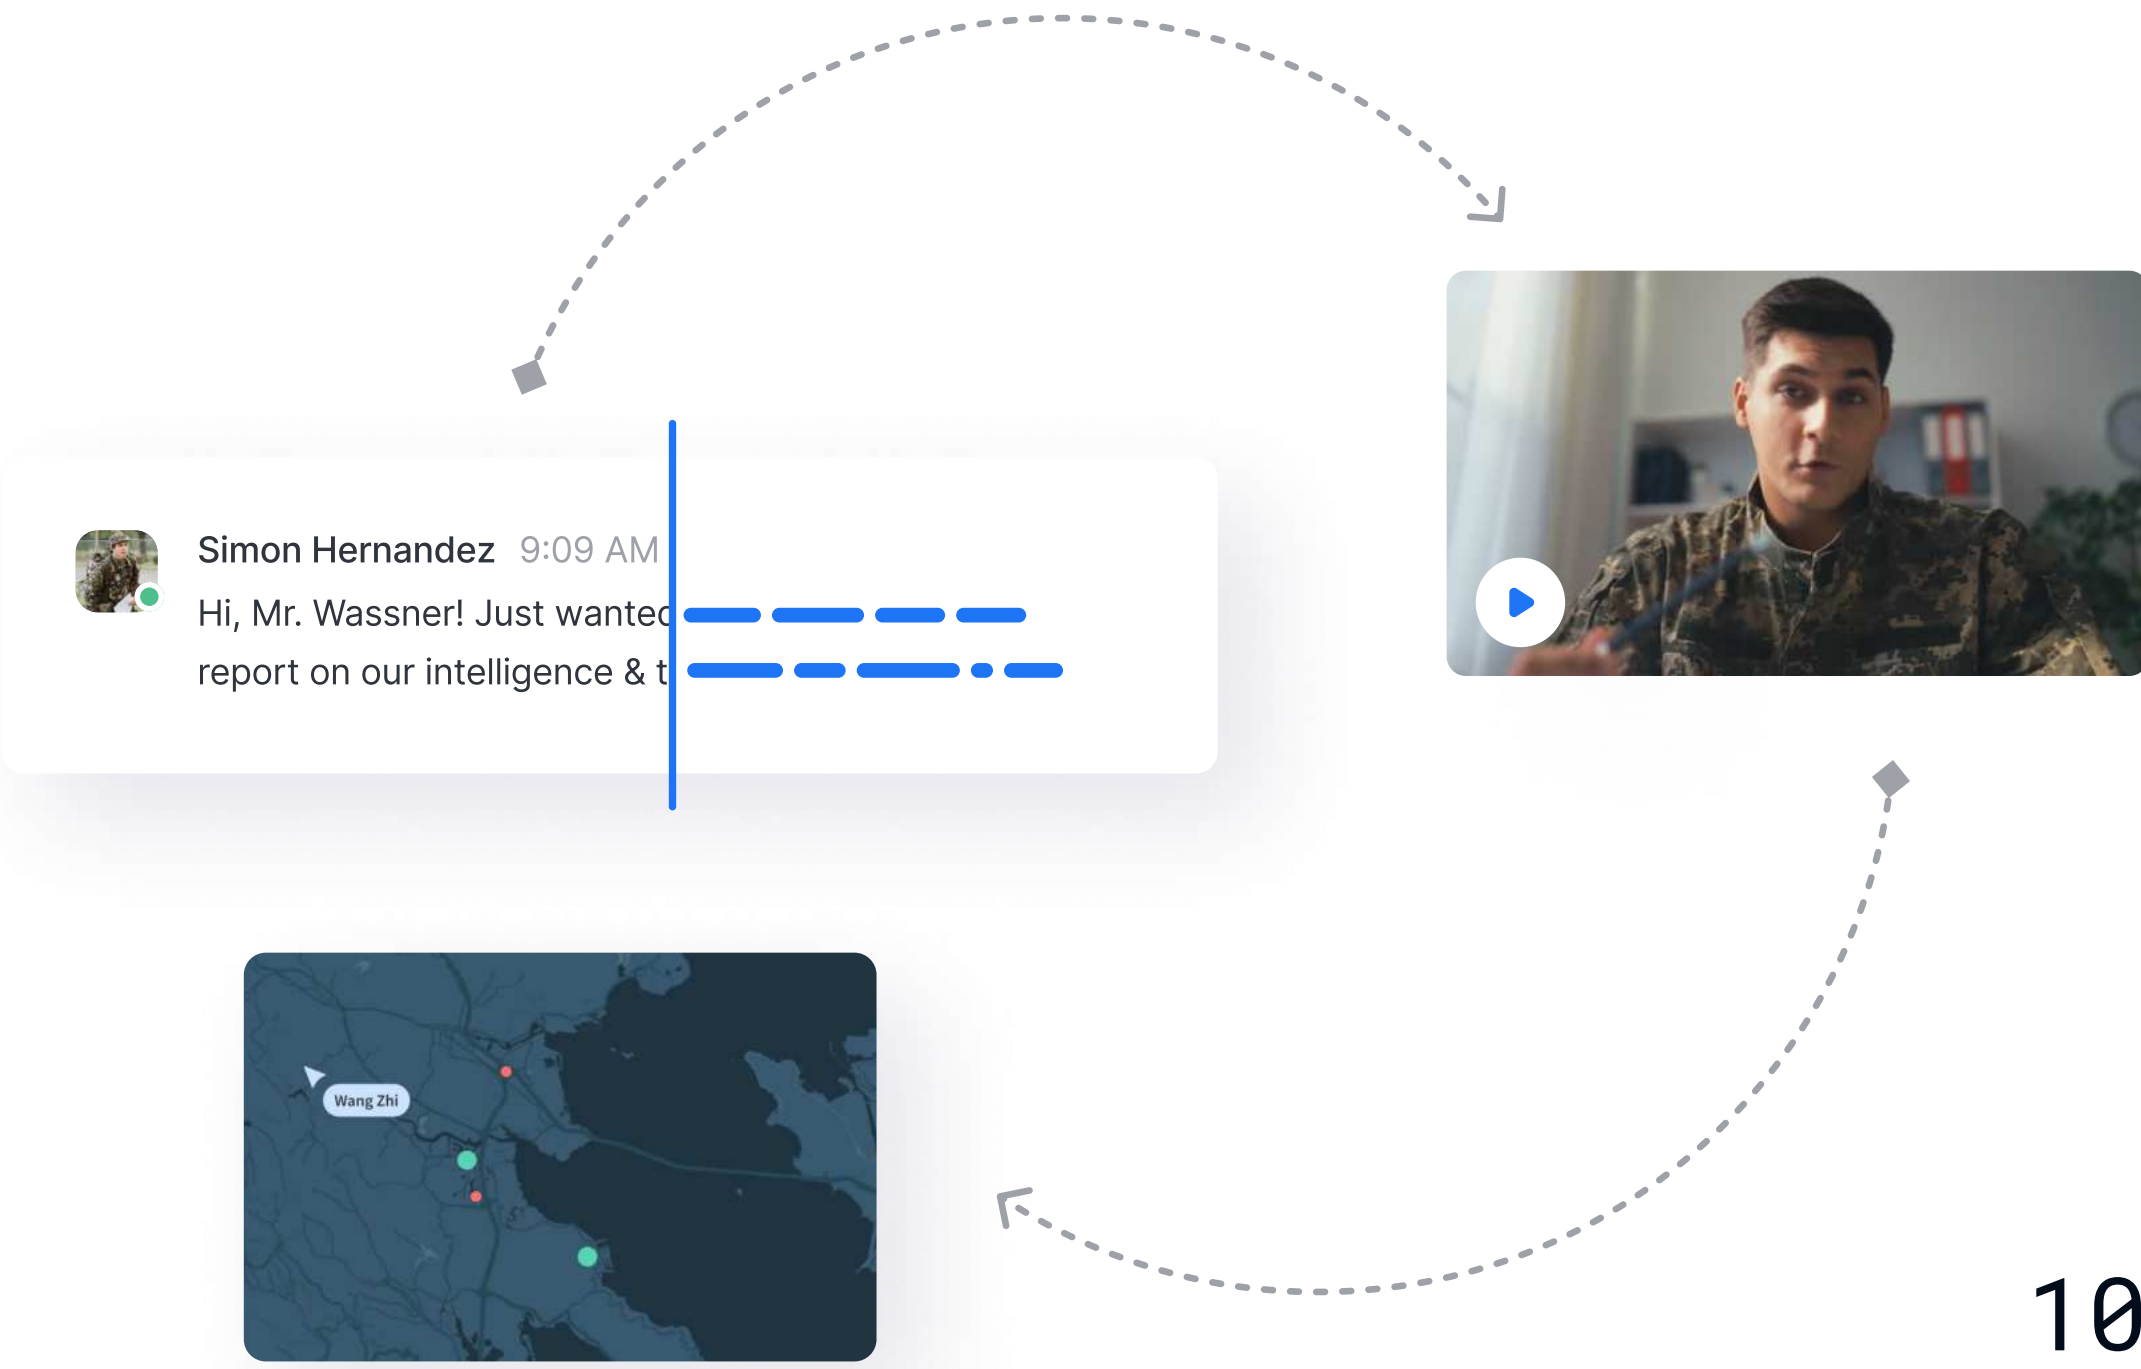 Simon Hernandez 9:09 AM
Hi, Mr. Wassner! Just wanted
report on our intelligence & t
Wang Zhi
10